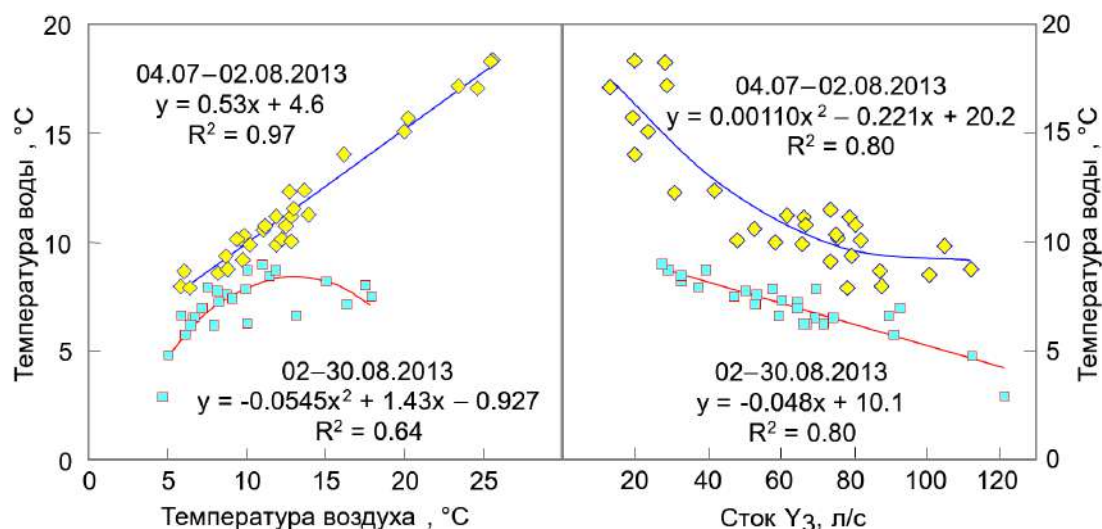 Температура воды, °C
20
15
10
5
0
04.07–02.08.2013
y = 0.53x + 4.6
R² = 0.97
02–30.08.2013
y = -0.0545x² + 1.43x – 0.927
R² = 0.64
0 5 10 15 20 25
Температура воздуха , °C
04.07–02.08.2013
y = 0.00110x² – 0.221x + 20.2
R² = 0.80
02–30.08.2013
y = -0.048x + 10.1
R² = 0.80
20 40 60 80 100 120
Сток Y₃, л/с
20
15
10
5
0
Температура воды , °C